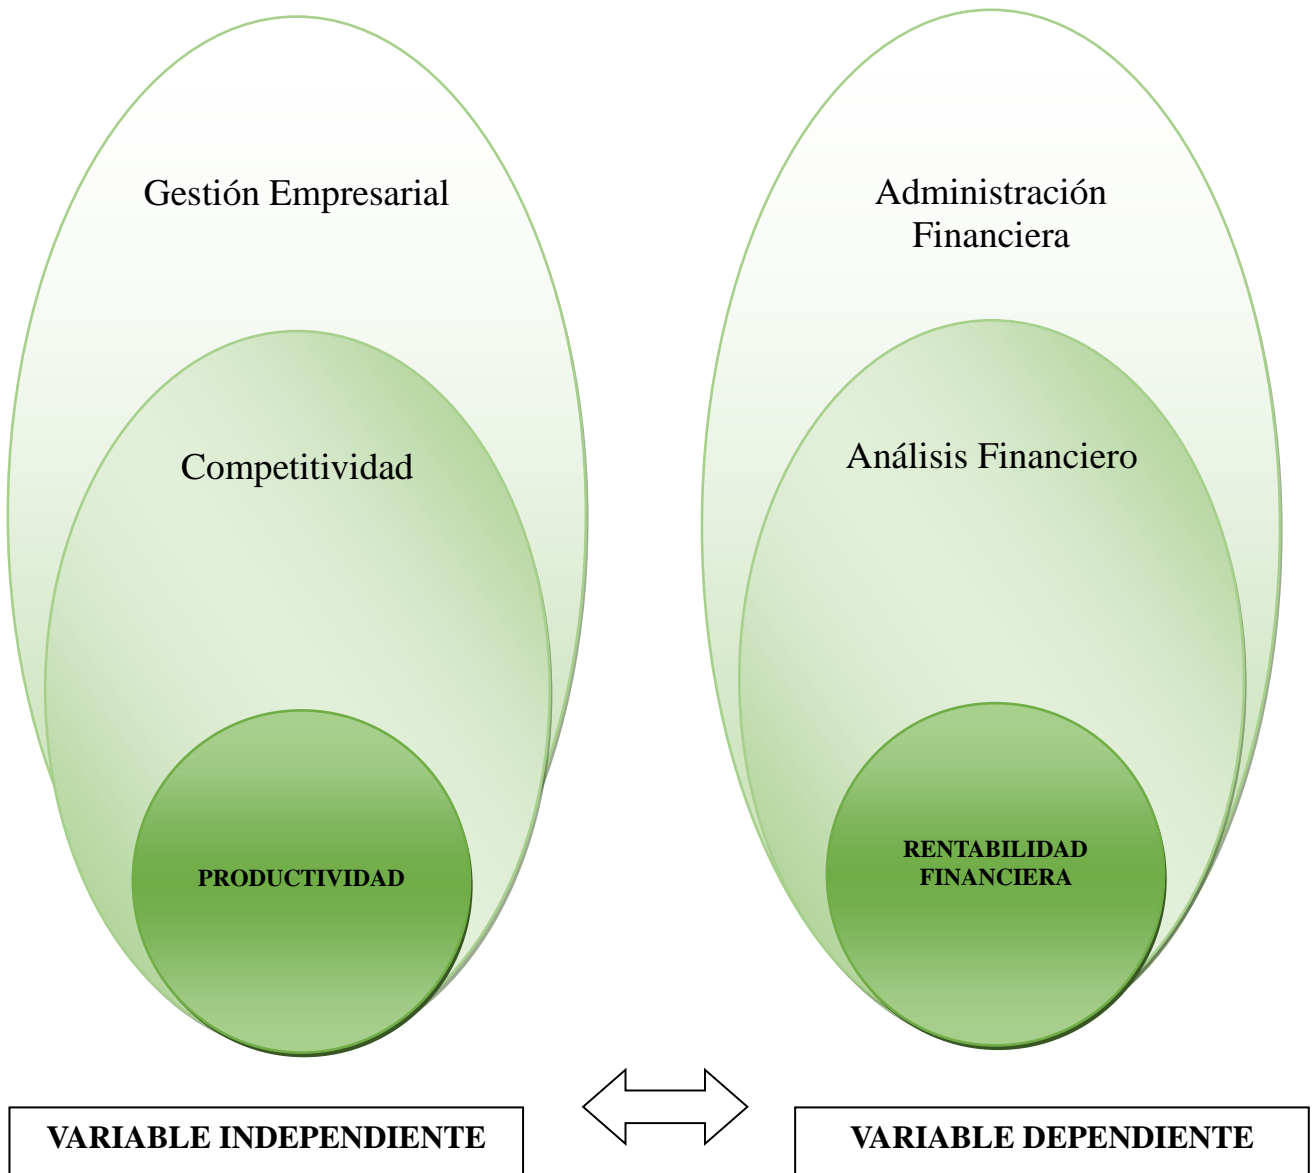 Gestión Empresarial
Competitividad
PRODUCTIVIDAD
VARIABLE INDEPENDIENTE
Administración
Financiera
Análisis Financiero
RENTABILIDAD
FINANCIERA
VARIABLE DEPENDIENTE